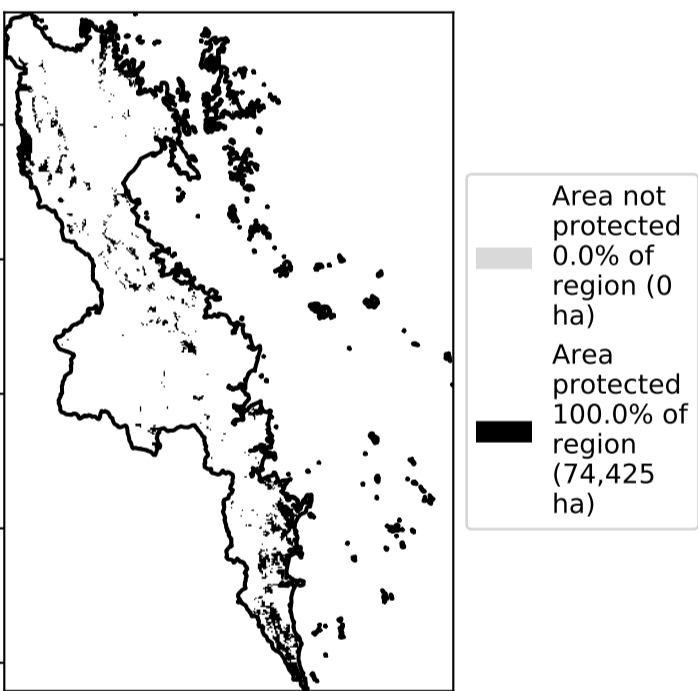 Area not
protected
0.0% of
region (0
ha)
Area
protected
100.0% of
region
(74,425
ha)